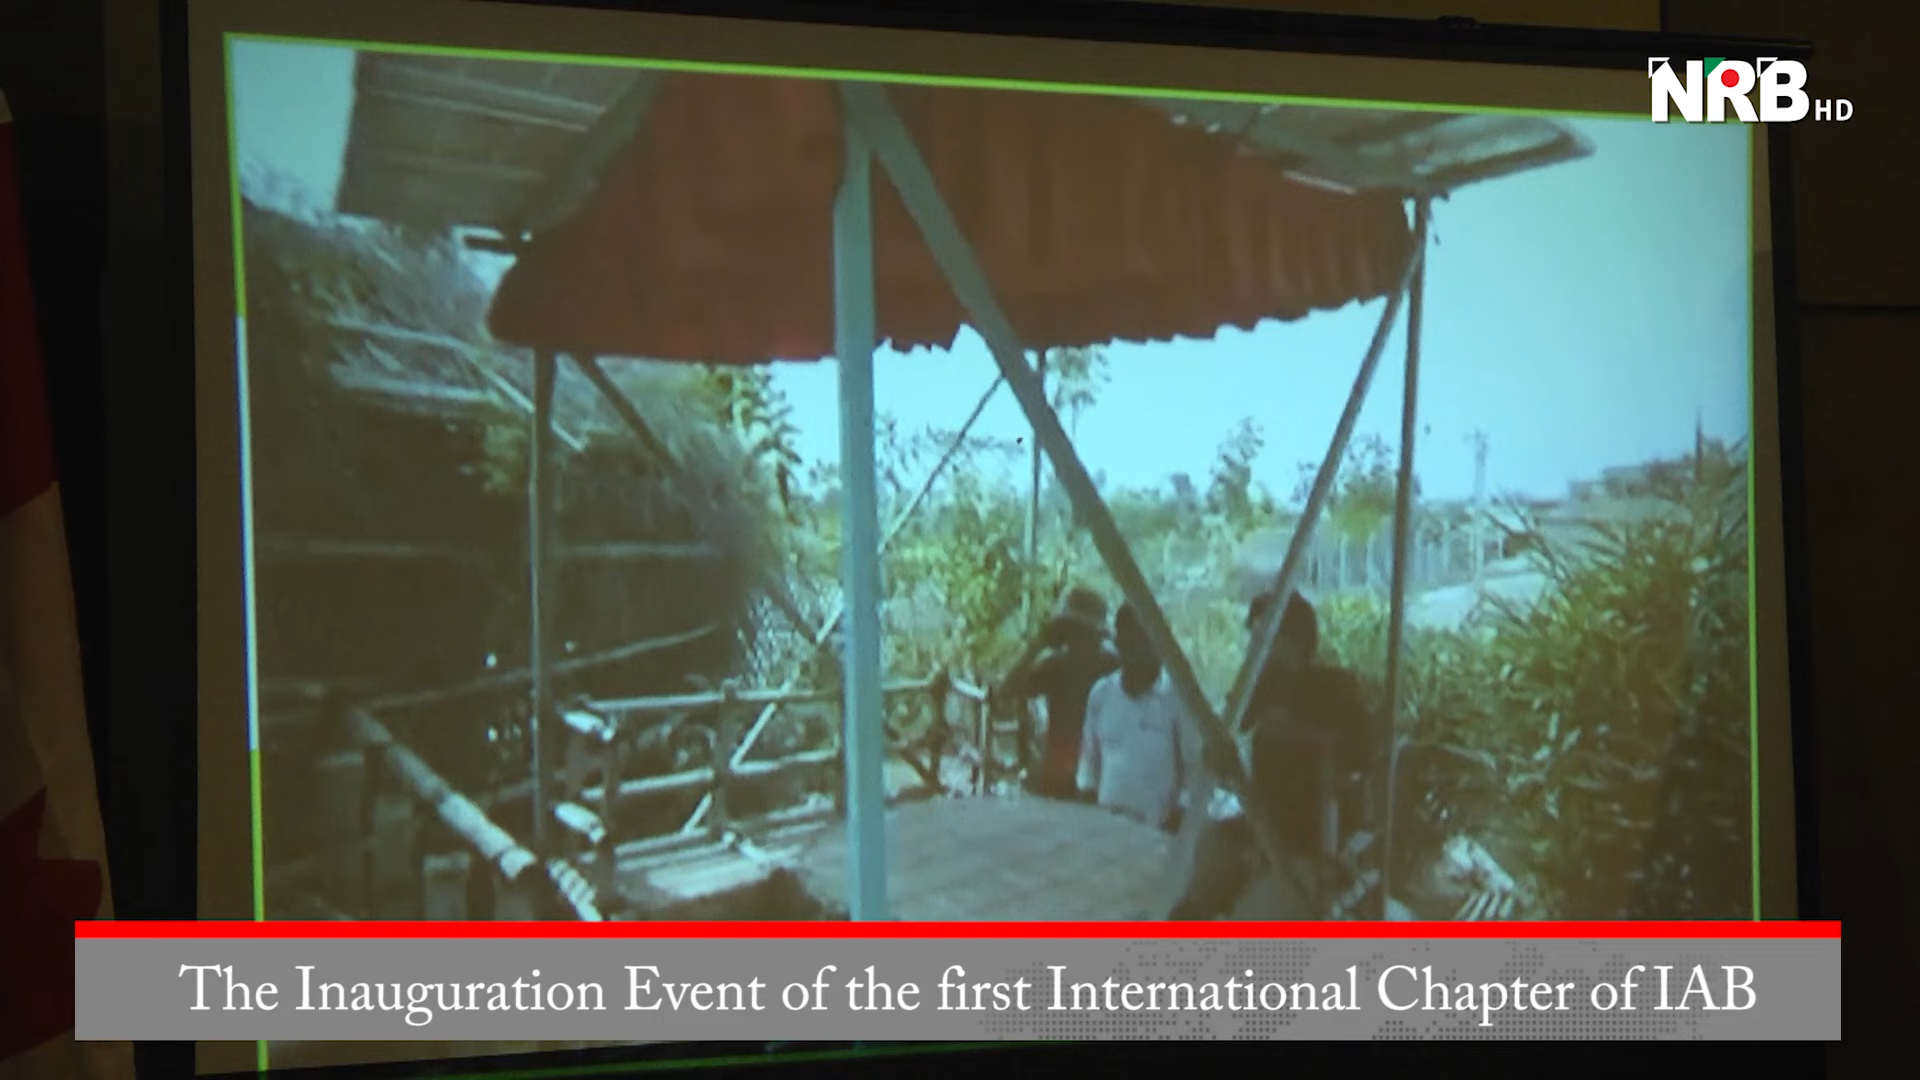 NRB HD
The Inauguration Event of the first International Chapter of IAB